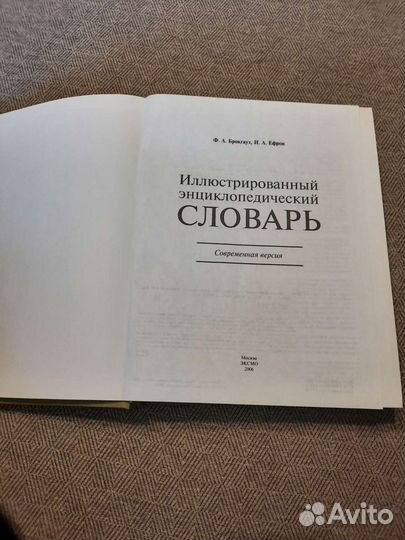 Ф. А. Брокгауз, И. А. Ефрон
Иллюстрированный
энциклопедический
СЛОВАРЬ
Современная версия
Москва
ЭКСМО
2006
Avito